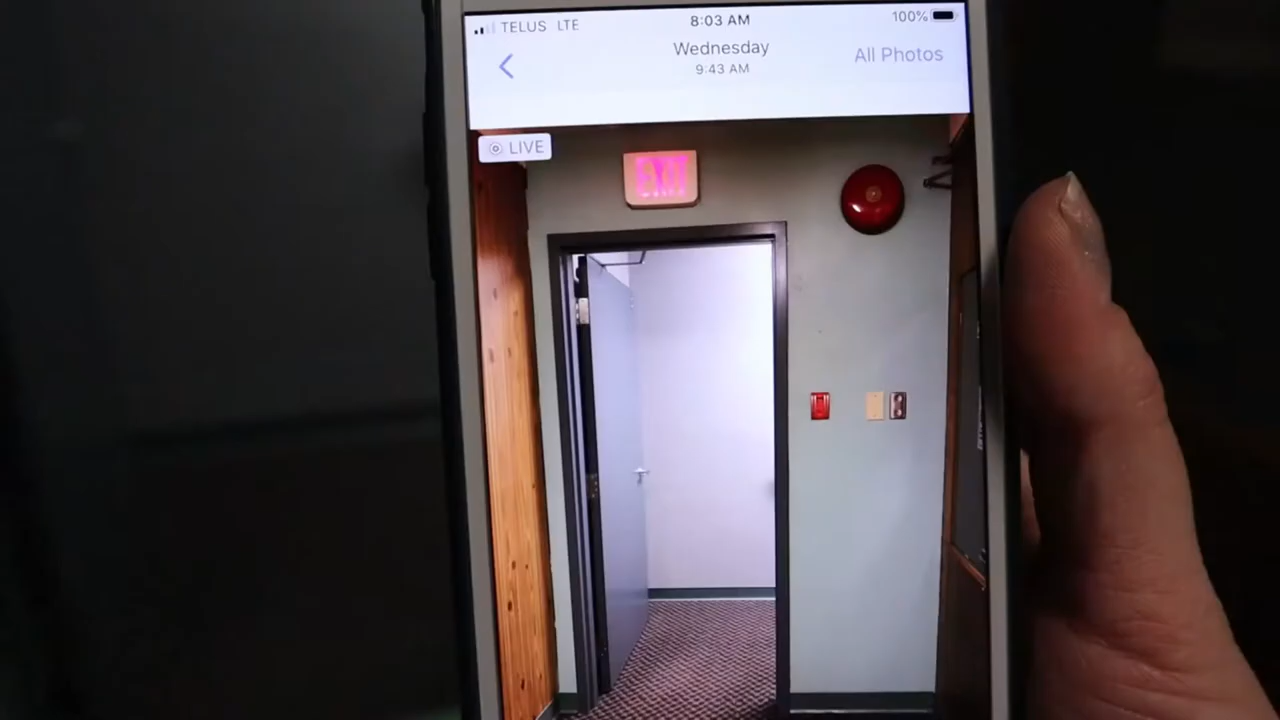 TELUS LTE 8:03 AM 100%
Wednesday All Photos
9:43 AM
LIVE
EXIT